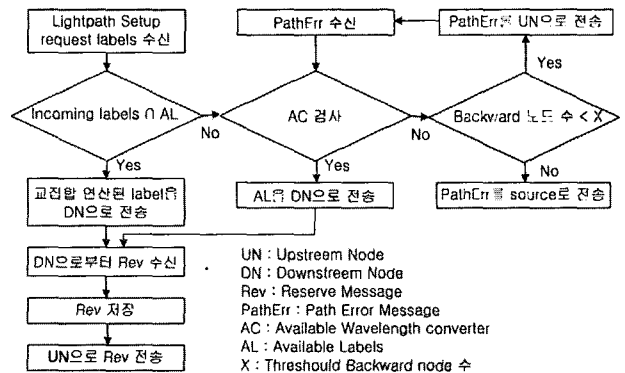 Lightpath Setup
request labels 수신
PathErr 수신
PathErr를 UN으로 전송
Incoming labels ∩ AL
No
AC 검사
No
Backward 노드 수 < X
Yes
Yes
Yes
No
교집합 연산된 label을
DN으로 전송
AL을 DN으로 전송
PathErr를 source로 전송
DN으로부터 Rev 수신
Rev 저장
UN으로 Rev 전송
UN : Upstreem Node
DN : Downstreem Node
Rev : Reserve Message
PathErr : Path Error Message
AC : Available Wavelength converter
AL : Available Labels
X : Threshould Backward node 수